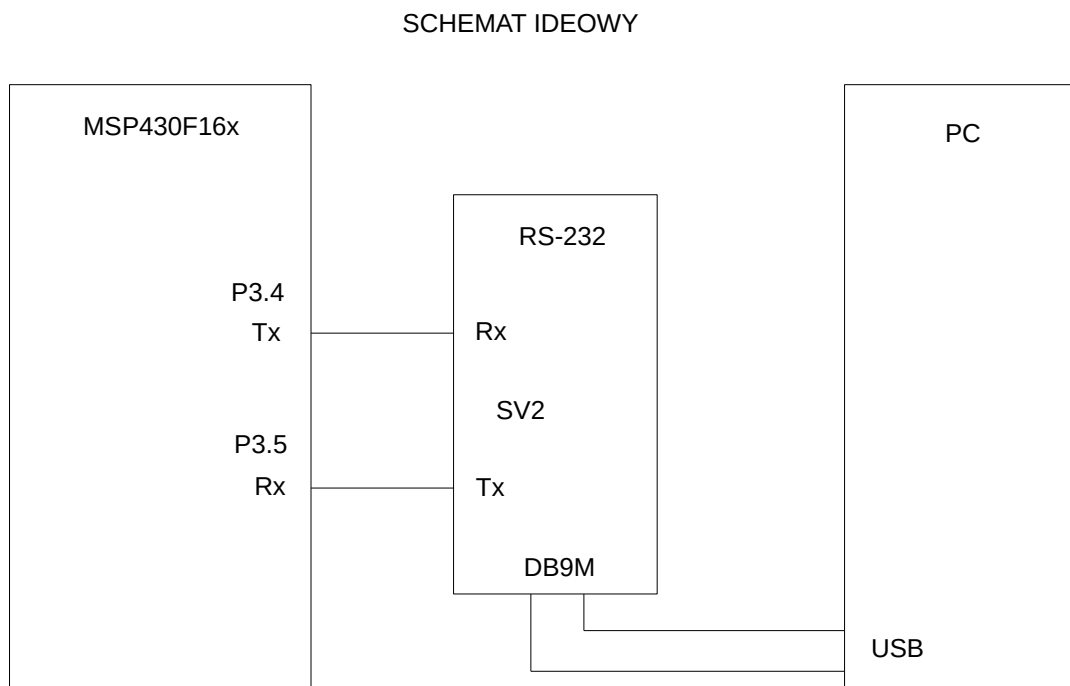 SCHEMAT IDEOWY
MSP430F16x
PC
RS-232
P3.4
Tx
Rx
SV2
P3.5
Rx
Tx
DB9M
USB